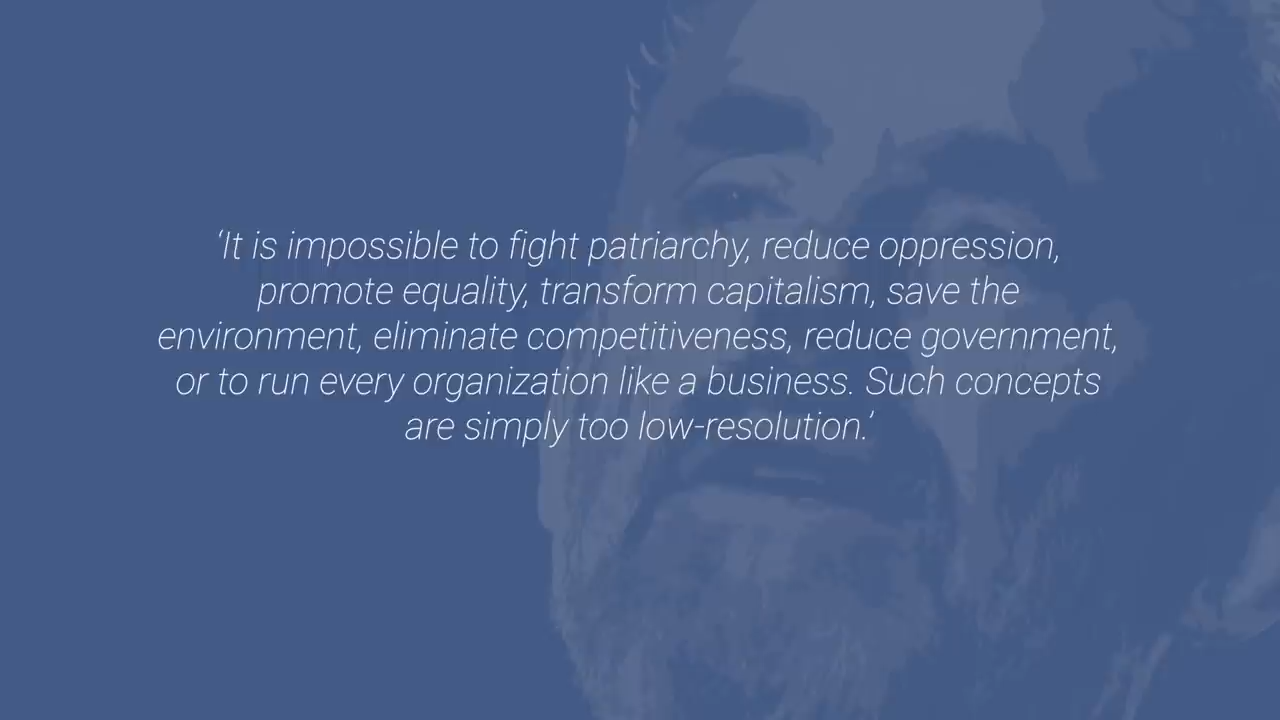 ‘It is impossible to fight patriarchy, reduce oppression,
promote equality, transform capitalism, save the
environment, eliminate competitiveness, reduce government,
or to run every organization like a business. Such concepts
are simply too low-resolution.’